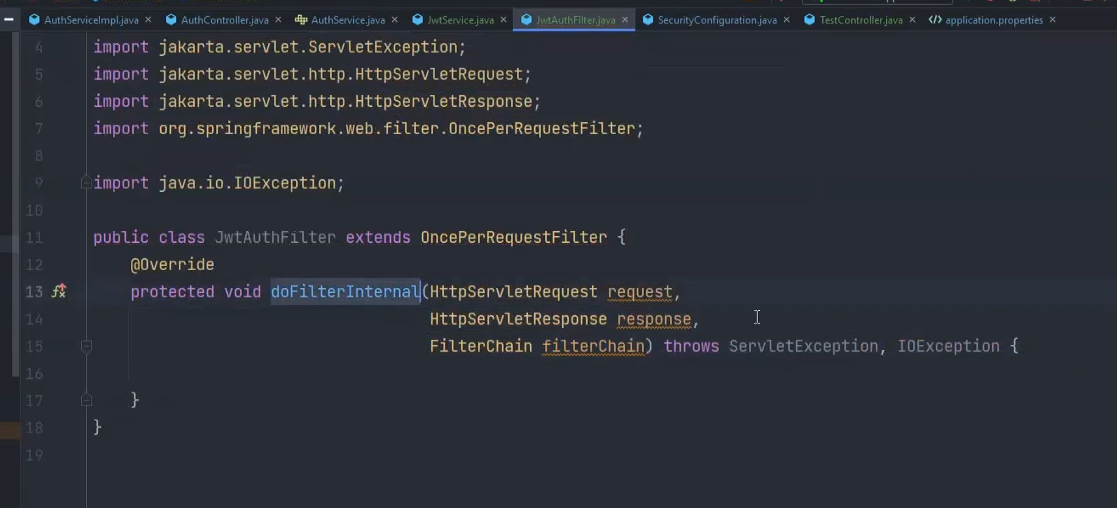 AuthServiceImpl.java × AuthController.java × AuthService.java × JwtService.java × JwtAuthFilter.java × SecurityConfiguration.java × TestController.java × </> application.properties ×
4 import jakarta.servlet.ServletException;
5 import jakarta.servlet.http.HttpServletRequest;
6 import jakarta.servlet.http.HttpServletResponse;
7 import org.springframework.web.filter.OncePerRequestFilter;
8
9 import java.io.IOException;
10
11 public class JwtAuthFilter extends OncePerRequestFilter {
12 @Override
13 protected void doFilterInternal(HttpServletRequest request,
14 HttpServletResponse response,
15 FilterChain filterChain) throws ServletException, IOException {
16
17 }
18 }
19